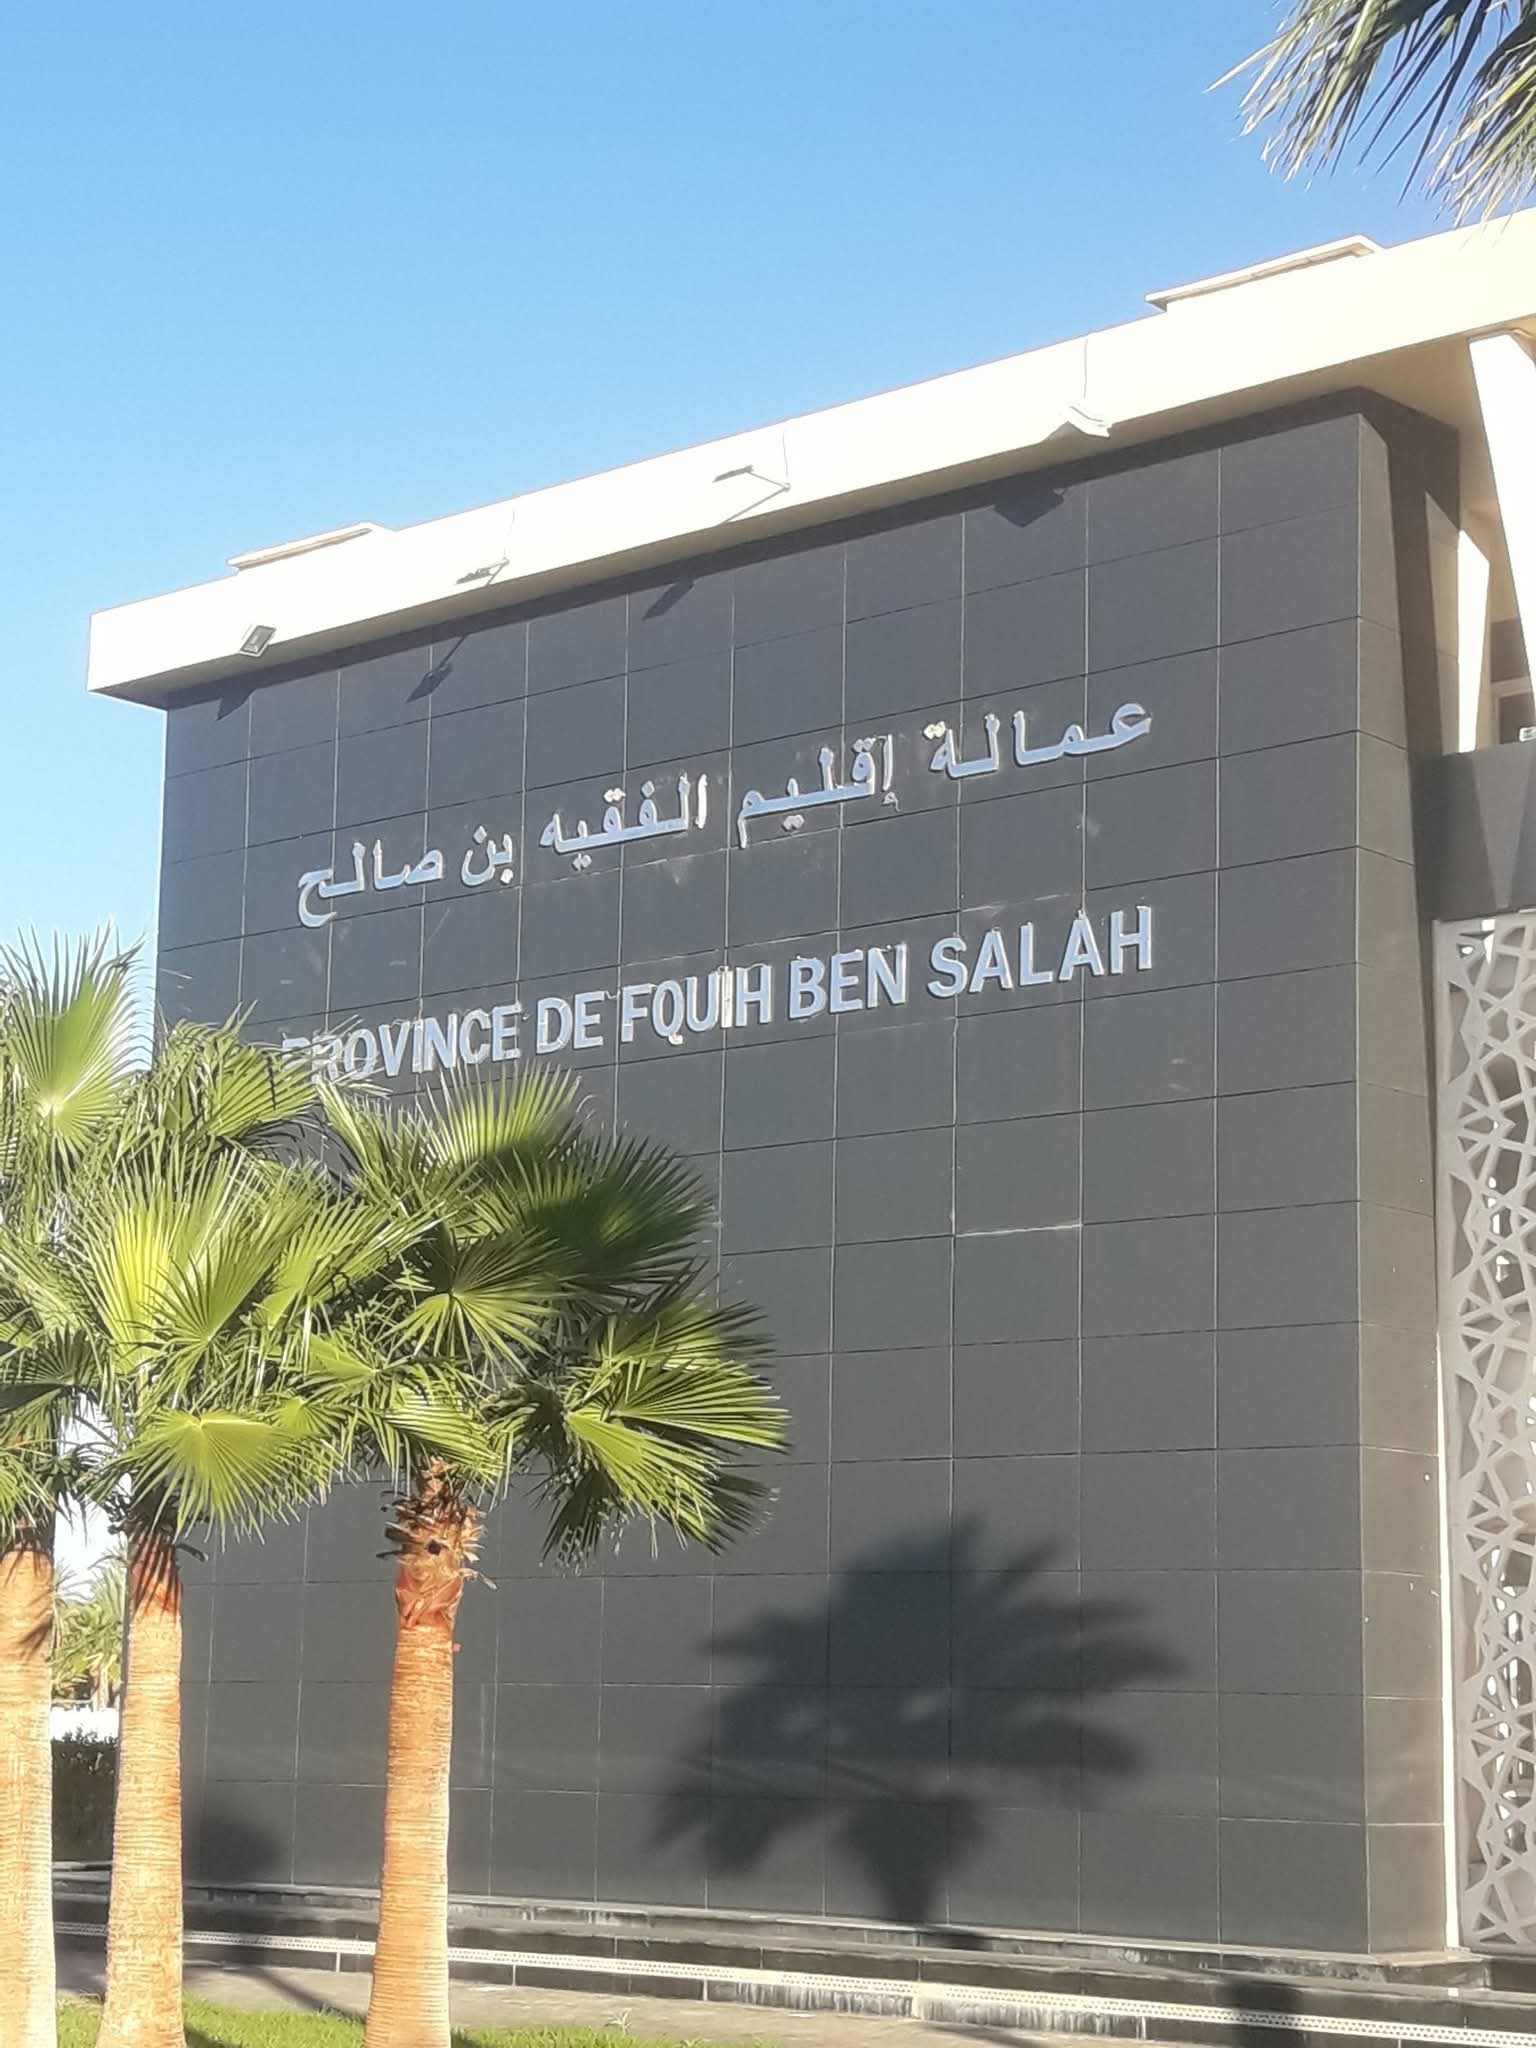 عمالة إقليم الفقيه بن صالح
PROVINCE DE FQUIH BEN SALAH